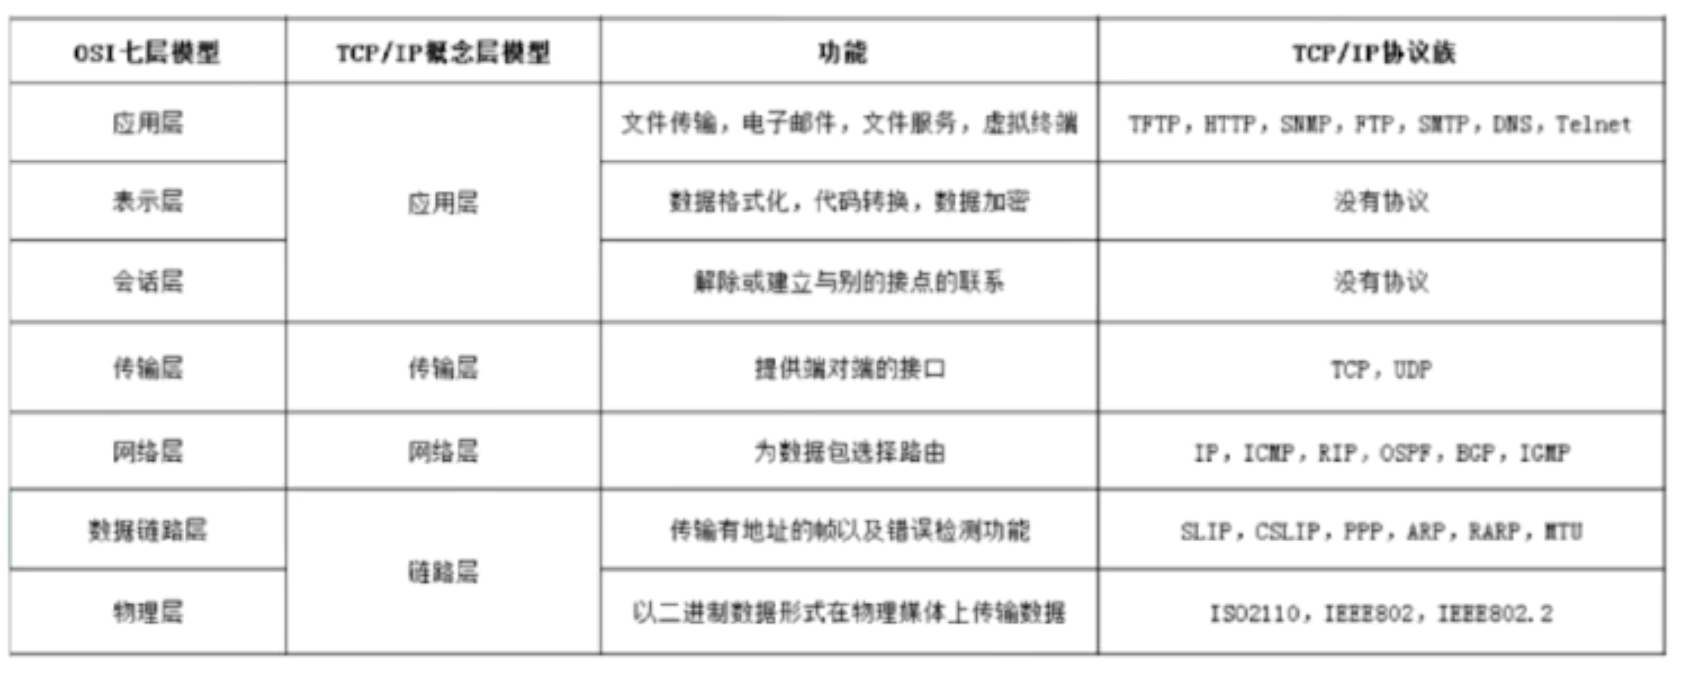 OSI七层模型 TCP/IP概念层模型 功能 TCP/IP协议族
应用层 文件传输，电子邮件，文件服务，虚拟终端 TFTP，HTTP，SNMP，FTP，SMTP，DNS，Telnet
表示层 应用层 数据格式化，代码转换，数据加密 没有协议
会话层 解除或建立与别的接点的联系 没有协议
传输层 传输层 提供端对端的接口 TCP，UDP
网络层 网络层 为数据包选择路由 IP，ICMP，RIP，OSPF，BGP，IGMP
数据链路层 传输有地址的帧以及错误检测功能 SLIP，CSLIP，PPP，ARP，RARP，MTU
链路层
物理层 以二进制数据形式在物理媒体上传输数据 ISO2110，IEEE802，IEEE802.2